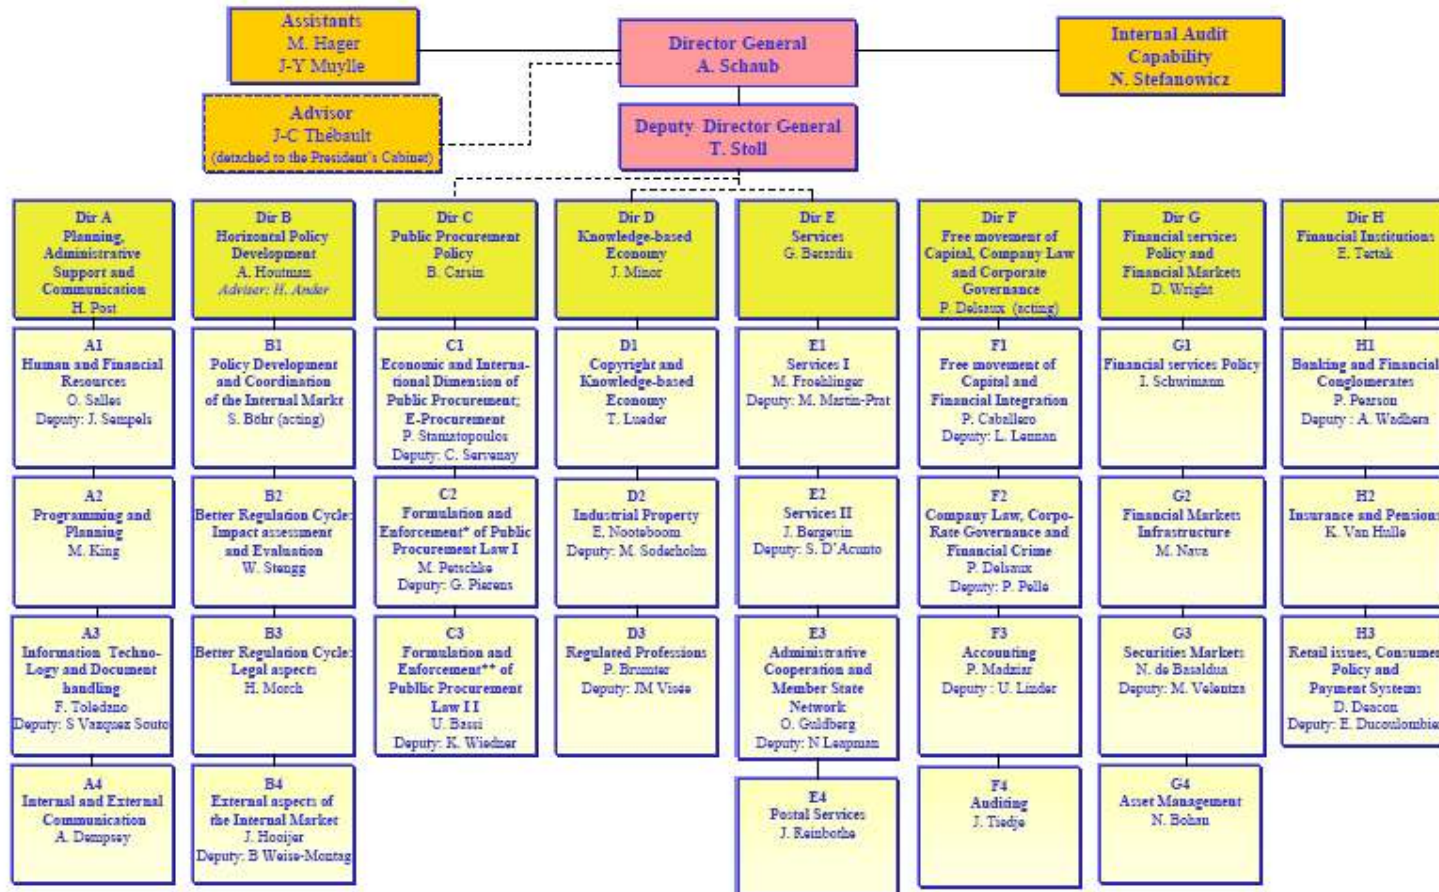 Assistants
M. Hager
J-Y Muylle
Director General
A. Schaub
Internal Audit
Capability
N. Stefanowicz
Advisor
J-C Thébault
(detached to the President's Cabinet)
Deputy Director General
T. Stoll
Dir A
Planning,
Administrative
Support and
Communication
H. Post
Dir B
Horizontal Policy
Development
A. Houtman
Adviser: H. Ander
Dir C
Public Procurement
Policy
B. Carsin
Dir D
Knowledge-based
Economy
J. Minor
Dir E
Services
G. Berardis
Dir F
Free movement of
Capital, Company Law
and Corporate
Governance
P. Delsaux (acting)
Dir G
Financial services
Policy and
Financial Markets
D. Wright
Dir H
Financial Institutions
E. Tertak
A1
Human and Financial
Resources
O. Salles
Deputy: J. Sempels
B1
Policy Development
and Coordination
of the Internal Markt
S. Böhr (acting)
C1
Economic and Interna-
tional Dimension of
Public Procurement;
E-Procurement
P. Stamatopoulos
Deputy: C. Servenay
D1
Copyright and
Knowledge-based
Economy
T. Lueder
E1
Services I
M. Froehlinger
Deputy: M. Martin-Prat
F1
Free movement of
Capital and
Financial Integration
P. Caballero
Deputy: L. Lennan
G1
Financial services Policy
I. Schwimann
H1
Banking and Financial
Conglomerates
P. Pearson
Deputy : A. Wadhera
A2
Programming and
Planning
M. King
B2
Better Regulation Cycle:
Impact assessment
and Evaluation
W. Stengg
C2
Formulation and
Enforcement* of Public
Procurement Law I
M. Petschke
Deputy: G. Pierens
D2
Industrial Property
E. Nooteboom
Deputy: M. Soderholm
E2
Services II
J. Bergevin
Deputy: S. D'Acunto
F2
Company Law, Corpo-
Rate Governance and
Financial Crime
P. Delsaux
Deputy: P. Pelle
G2
Financial Markets
Infrastructure
M. Nava
H2
Insurance and Pensions
K. Van Hulle
A3
Information Techno-
Logy and Document
handling
F. Toledano
Deputy: S Vazquez Souto
B3
Better Regulation Cycle:
Legal aspects
H. Morch
C3
Formulation and
Enforcement** of
Publlic Procurement
Law I I
U. Bassi
Deputy: K. Wiedner
D3
Regulated Professions
P. Brunter
Deputy: JM Visée
E3
Administrative
Cooperation and
Member State
Network
O. Guldberg
Deputy: N Leapman
F3
Accounting
P. Madziar
Deputy : U. Linder
G3
Securities Markets
N. de Basaldua
Deputy: M. Velentza
H3
Retail issues, Consumer
Policy and
Payment Systems
D. Deacon
Deputy: E. Ducoulombier
A4
Internal and External
Communication
A. Dempsey
B4
External aspects of
the Internal Market
J. Hooijer
Deputy: B Weise-Montag
E4
Postal Services
J. Reinbothe
F4
Auditing
J. Tiedje
G4
Asset Management
N. Bohan